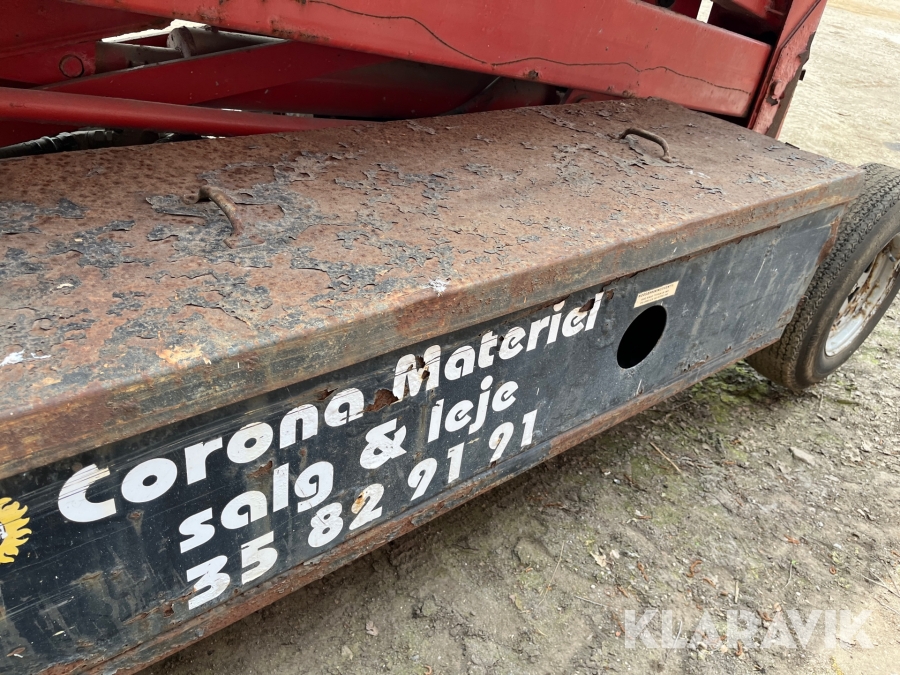 Corona Materiel
salg & leje
35 82 91 91
KLARAVIK